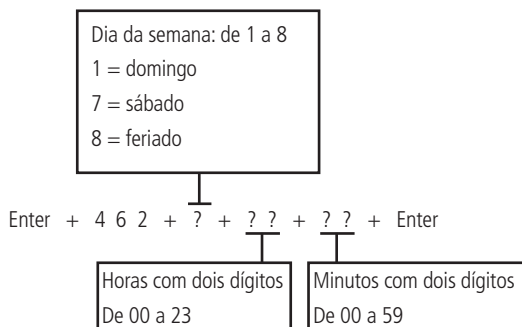 Dia da semana: de 1 a 8
1 = domingo
7 = sábado
8 = feriado
Enter + 4 6 2 + ? + ? ? + ? ? + Enter
Horas com dois dígitos
De 00 a 23
Minutos com dois dígitos
De 00 a 59